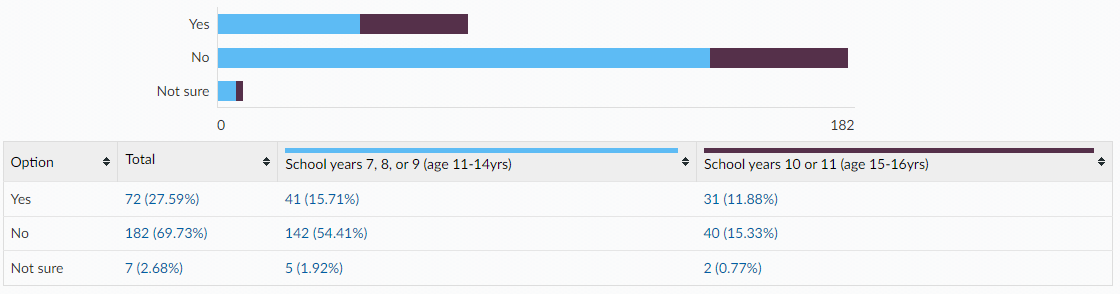 Yes
No
Not sure
0 182
Option Total School years 7, 8, or 9 (age 11-14yrs) School years 10 or 11 (age 15-16yrs)
Yes 72 (27.59%) 41 (15.71%) 31 (11.88%)
No 182 (69.73%) 142 (54.41%) 40 (15.33%)
Not sure 7 (2.68%) 5 (1.92%) 2 (0.77%)